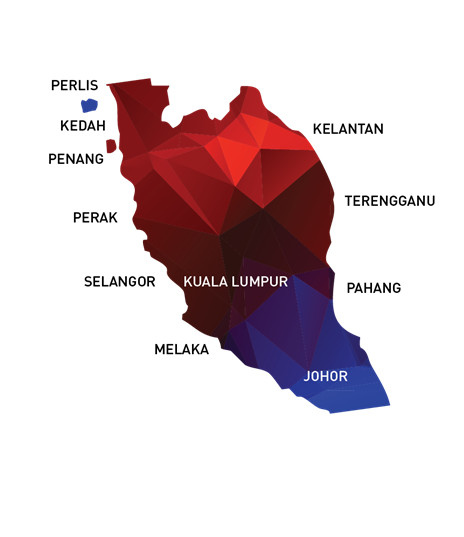 PERLIS
KEDAH
KELANTAN
PENANG
TERENGGANU
PERAK
SELANGOR
KUALA LUMPUR
PAHANG
MELAKA
JOHOR